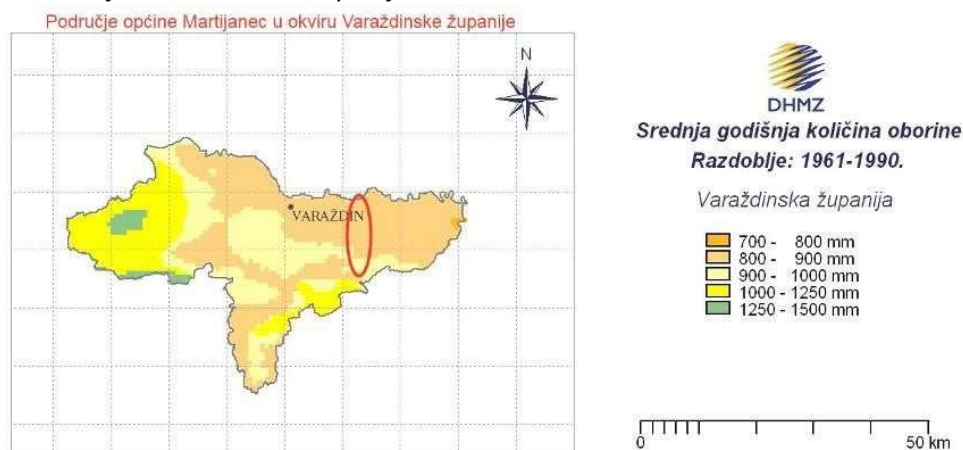 Područje općine Martijanec u okviru Varaždinske županije
N
VARAŽDIN
DHMZ
Srednja godišnja količina oborine
Razdoblje: 1961-1990.
Varaždinska županija
700 - 800 mm
800 - 900 mm
900 - 1000 mm
1000 - 1250 mm
1250 - 1500 mm
0 50 km